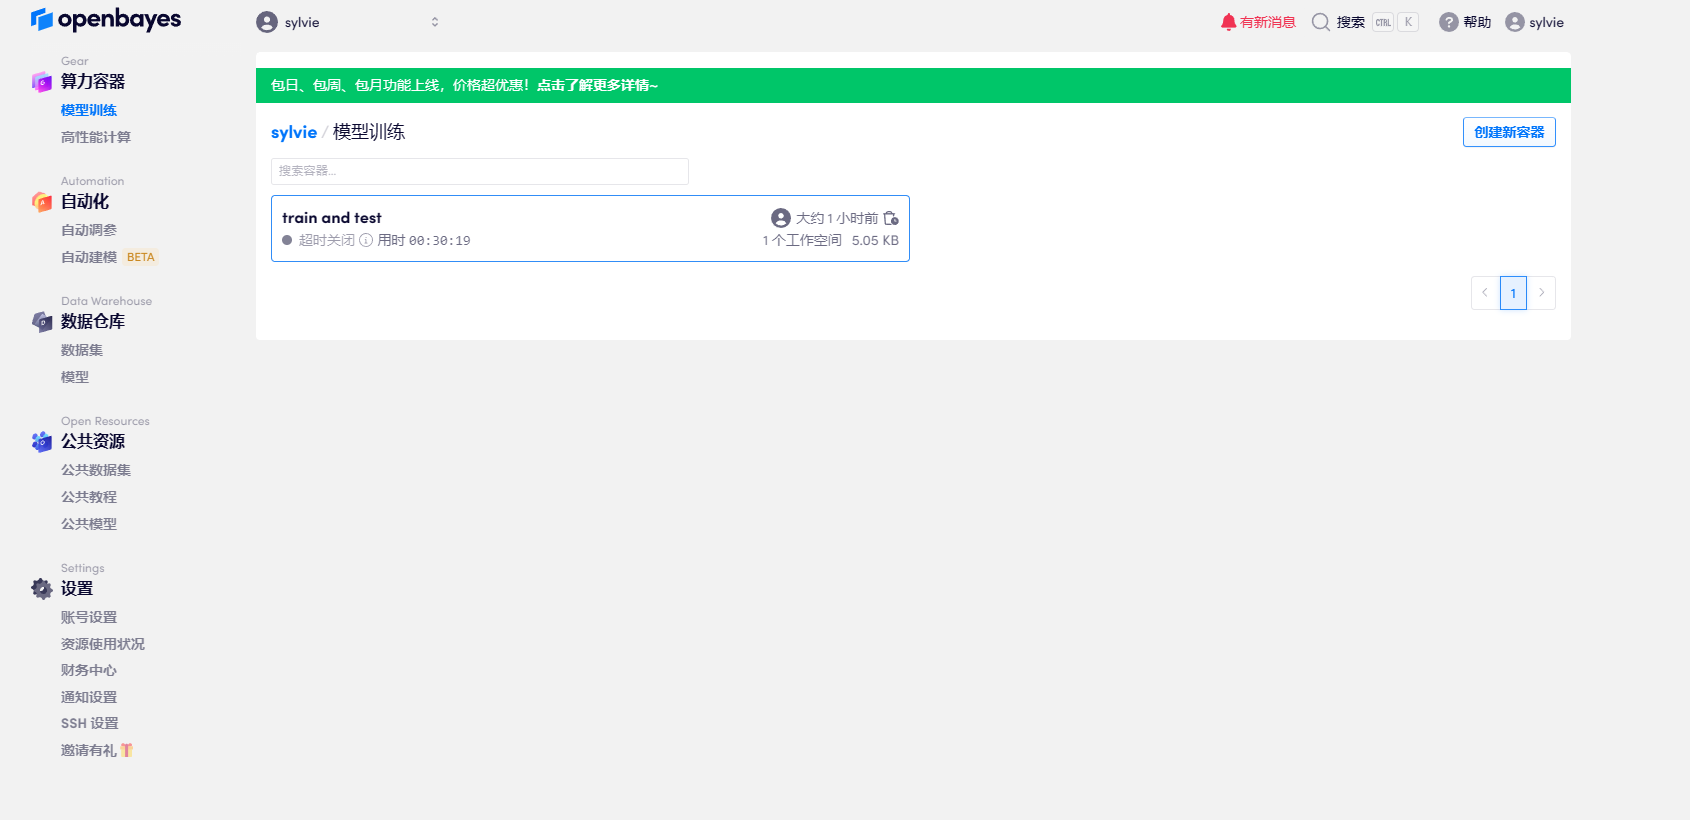 openbayes
sylvie
有新消息 搜索 CTRL K 帮助 sylvie
Gear
算力容器
模型训练
高性能计算
Automation
自动化
自动调参
自动建模 BETA
Data Warehouse
数据仓库
数据集
模型
Open Resources
公共资源
公共数据集
公共教程
公共模型
Settings
设置
账号设置
资源使用状况
财务中心
通知设置
SSH 设置
邀请有礼
包日、包周、包月功能上线，价格超优惠！点击了解更多详情~
sylvie / 模型训练
创建新容器
搜索容器...
train and test
大约 1 小时前
超时关闭 用时 00:30:19
1 个工作空间 5.05 KB
1